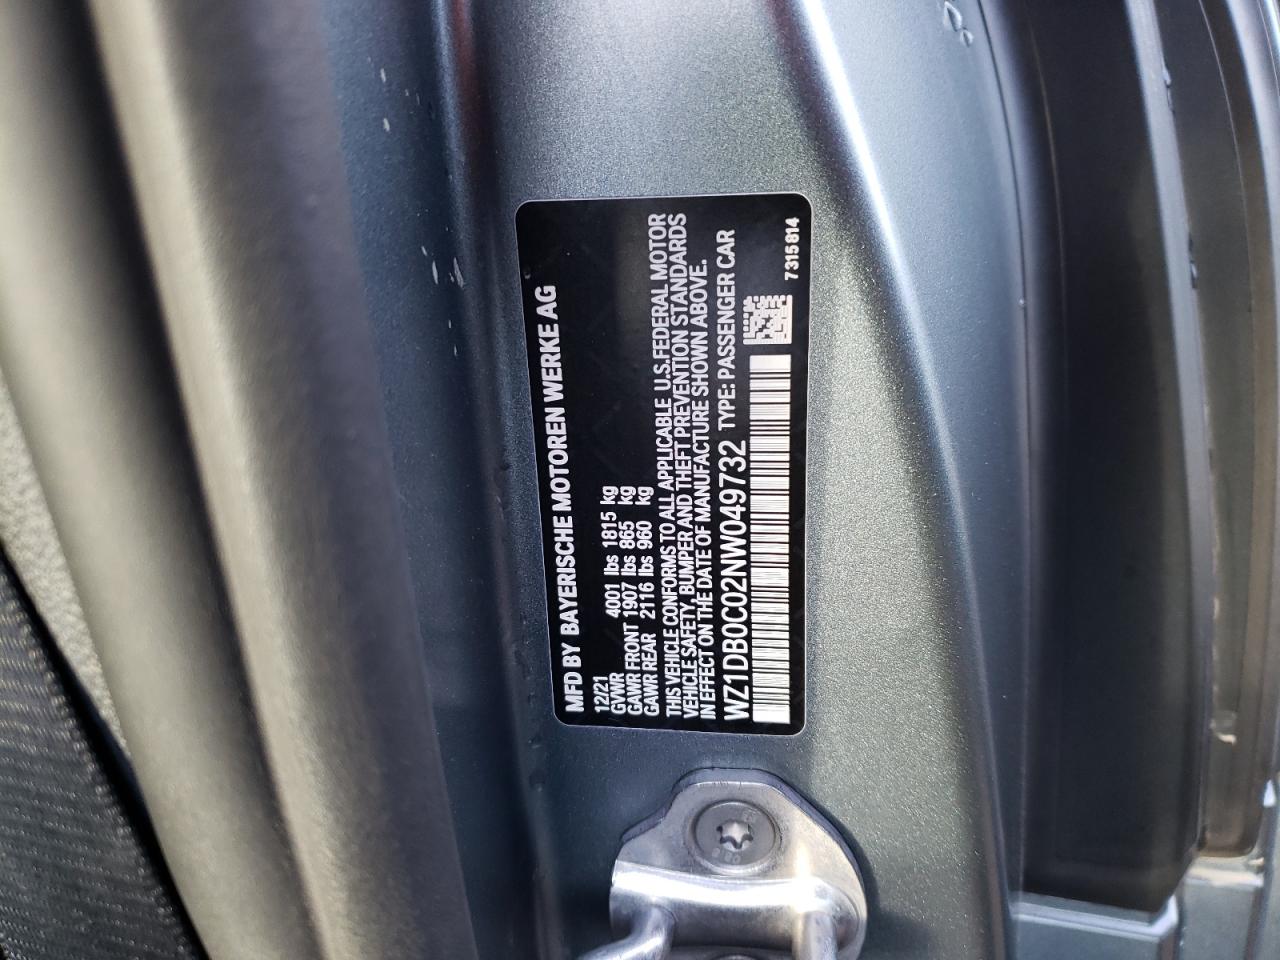 MFD BY BAYERISCHE MOTOREN WERKE AG
12/21
GVWR 4001 lbs 1815 kg
GAWR FRONT 1907 lbs 865 kg
GAWR REAR 2116 lbs 960 kg
THIS VEHICLE CONFORMS TO ALL APPLICABLE U.S.FEDERAL MOTOR
VEHICLE SAFETY, BUMPER AND THEFT PREVENTION STANDARDS
IN EFFECT ON THE DATE OF MANUFACTURE SHOWN ABOVE.
WZ1DB0C02NW049732 TYPE: PASSENGER CAR
7315814